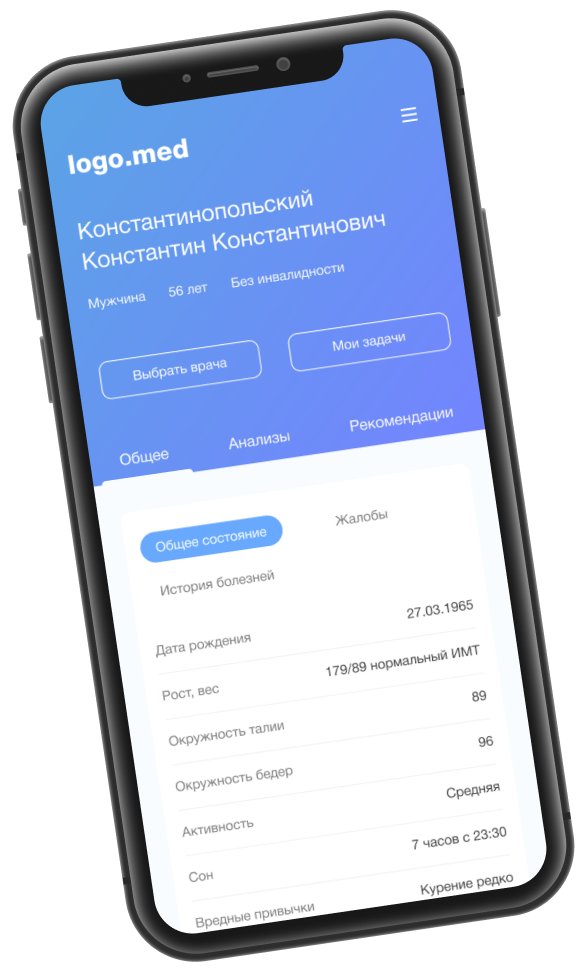 logo.med
Константинопольский
Константин Константинович
Мужчина 56 лет Без инвалидности
Выбрать врача Мои задачи
Общее Анализы Рекомендации
Общее состояние Жалобы
История болезней
Дата рождения 27.03.1965
Рост, вес 179/89 нормальный ИМТ
Окружность талии 89
Окружность бедер 96
Активность Средняя
Сон 7 часов с 23:30
Вредные привычки Курение редко